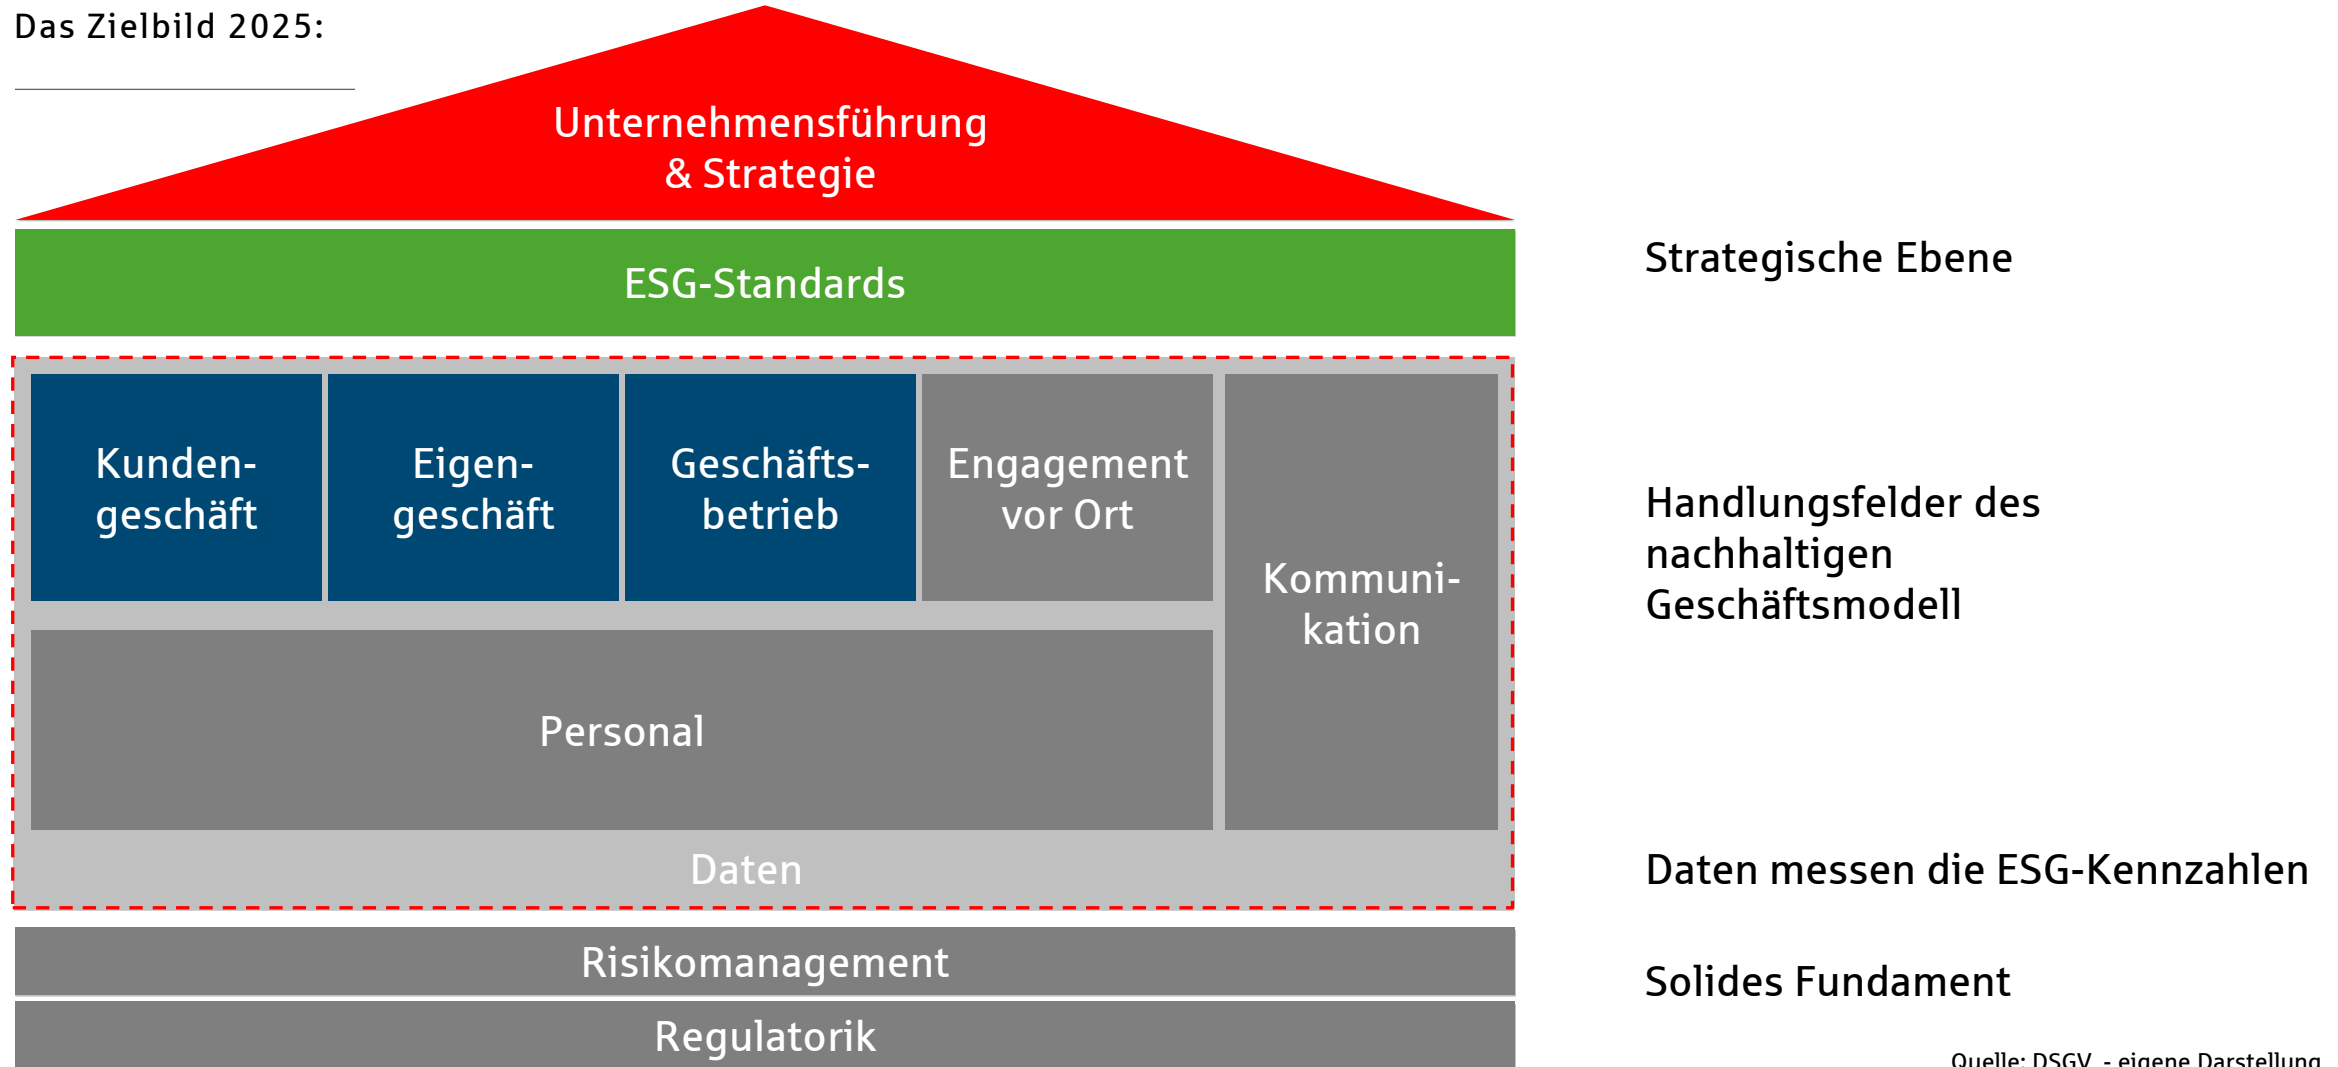 Das Zielbild 2025:
Unternehmensführung
& Strategie
ESG-Standards
Strategische Ebene
Kunden-
geschäft
Eigen-
geschäft
Geschäfts-
betrieb
Engagement
vor Ort
Kommuni-
kation
Handlungsfelder des
nachhaltigen
Geschäftsmodell
Personal
Daten
Daten messen die ESG-Kennzahlen
Risikomanagement
Solides Fundament
Regulatorik
Quelle: DSGV - eigene Darstellung